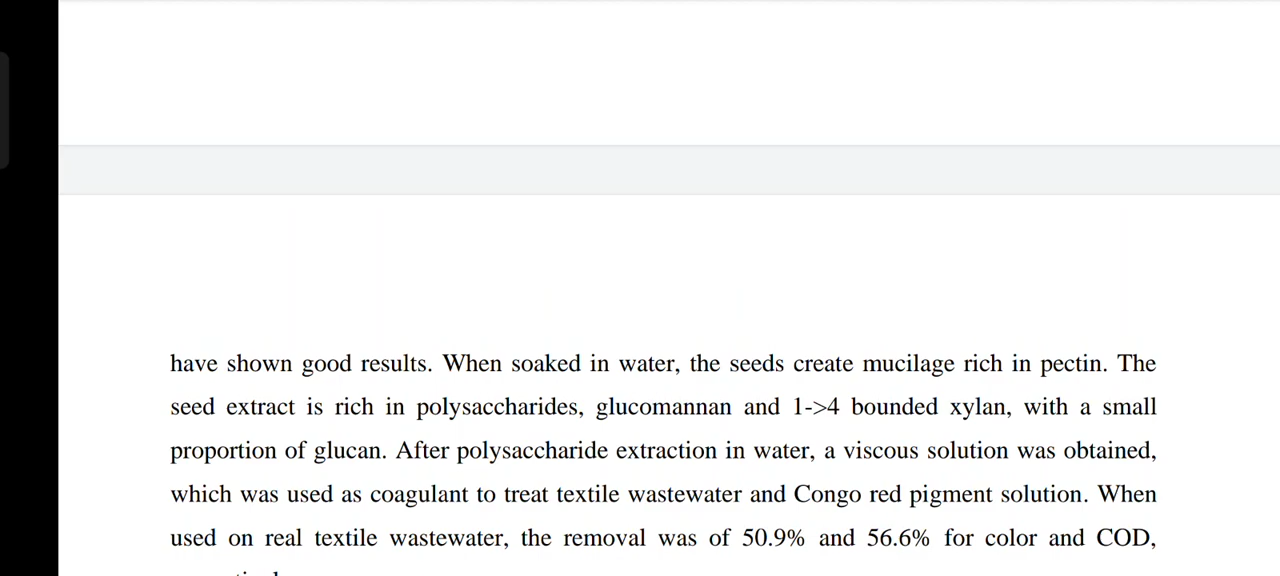 have shown good results. When soaked in water, the seeds create mucilage rich in pectin. The
seed extract is rich in polysaccharides, glucomannan and 1->4 bounded xylan, with a small
proportion of glucan. After polysaccharide extraction in water, a viscous solution was obtained,
which was used as coagulant to treat textile wastewater and Congo red pigment solution. When
used on real textile wastewater, the removal was of 50.9% and 56.6% for color and COD,